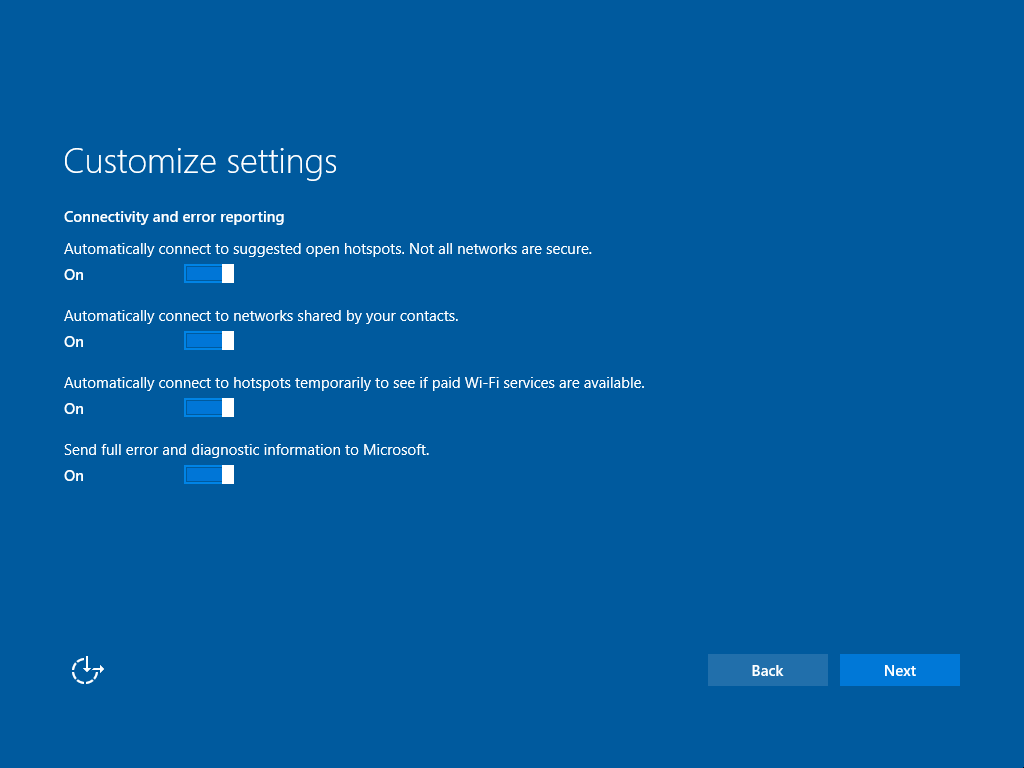 Customize settings
Connectivity and error reporting
Automatically connect to suggested open hotspots. Not all networks are secure.
On
Automatically connect to networks shared by your contacts.
On
Automatically connect to hotspots temporarily to see if paid Wi-Fi services are available.
On
Send full error and diagnostic information to Microsoft.
On
Back
Next